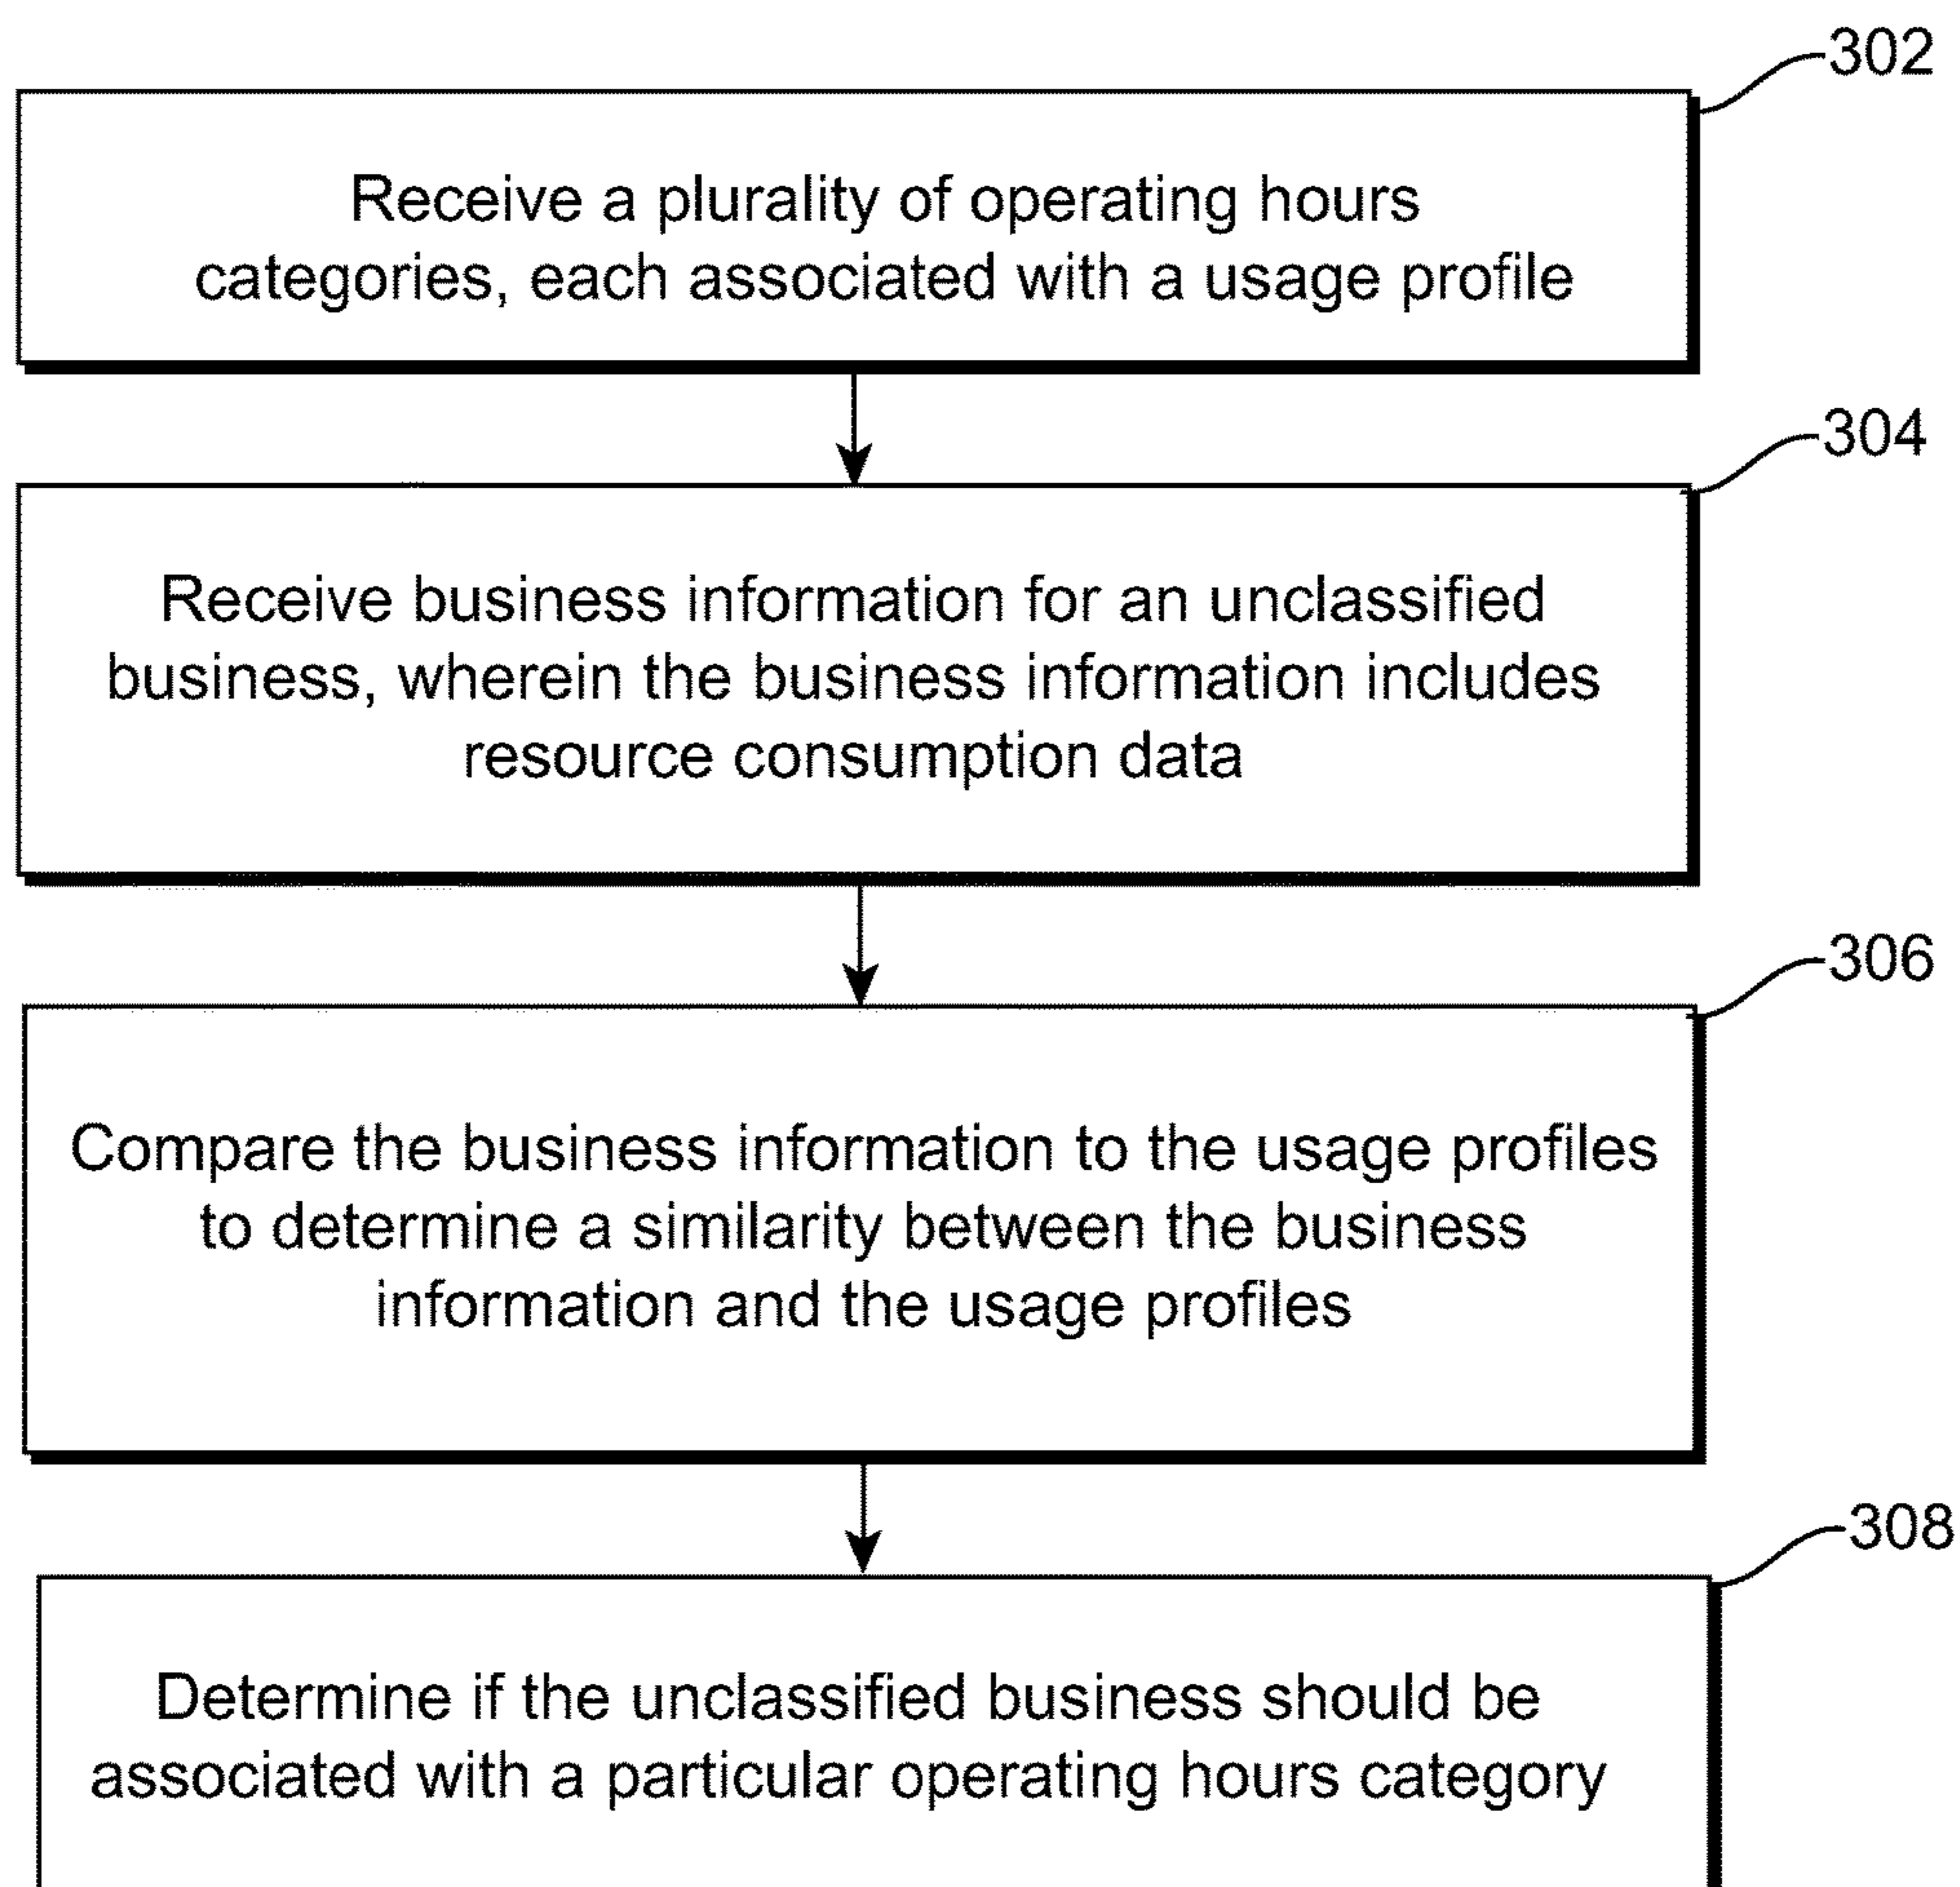 302
Receive a plurality of operating hours
categories, each associated with a usage profile
304
Receive business information for an unclassified
business, wherein the business information includes
resource consumption data
306
Compare the business information to the usage profiles
to determine a similarity between the business
information and the usage profiles
308
Determine if the unclassified business should be
associated with a particular operating hours category